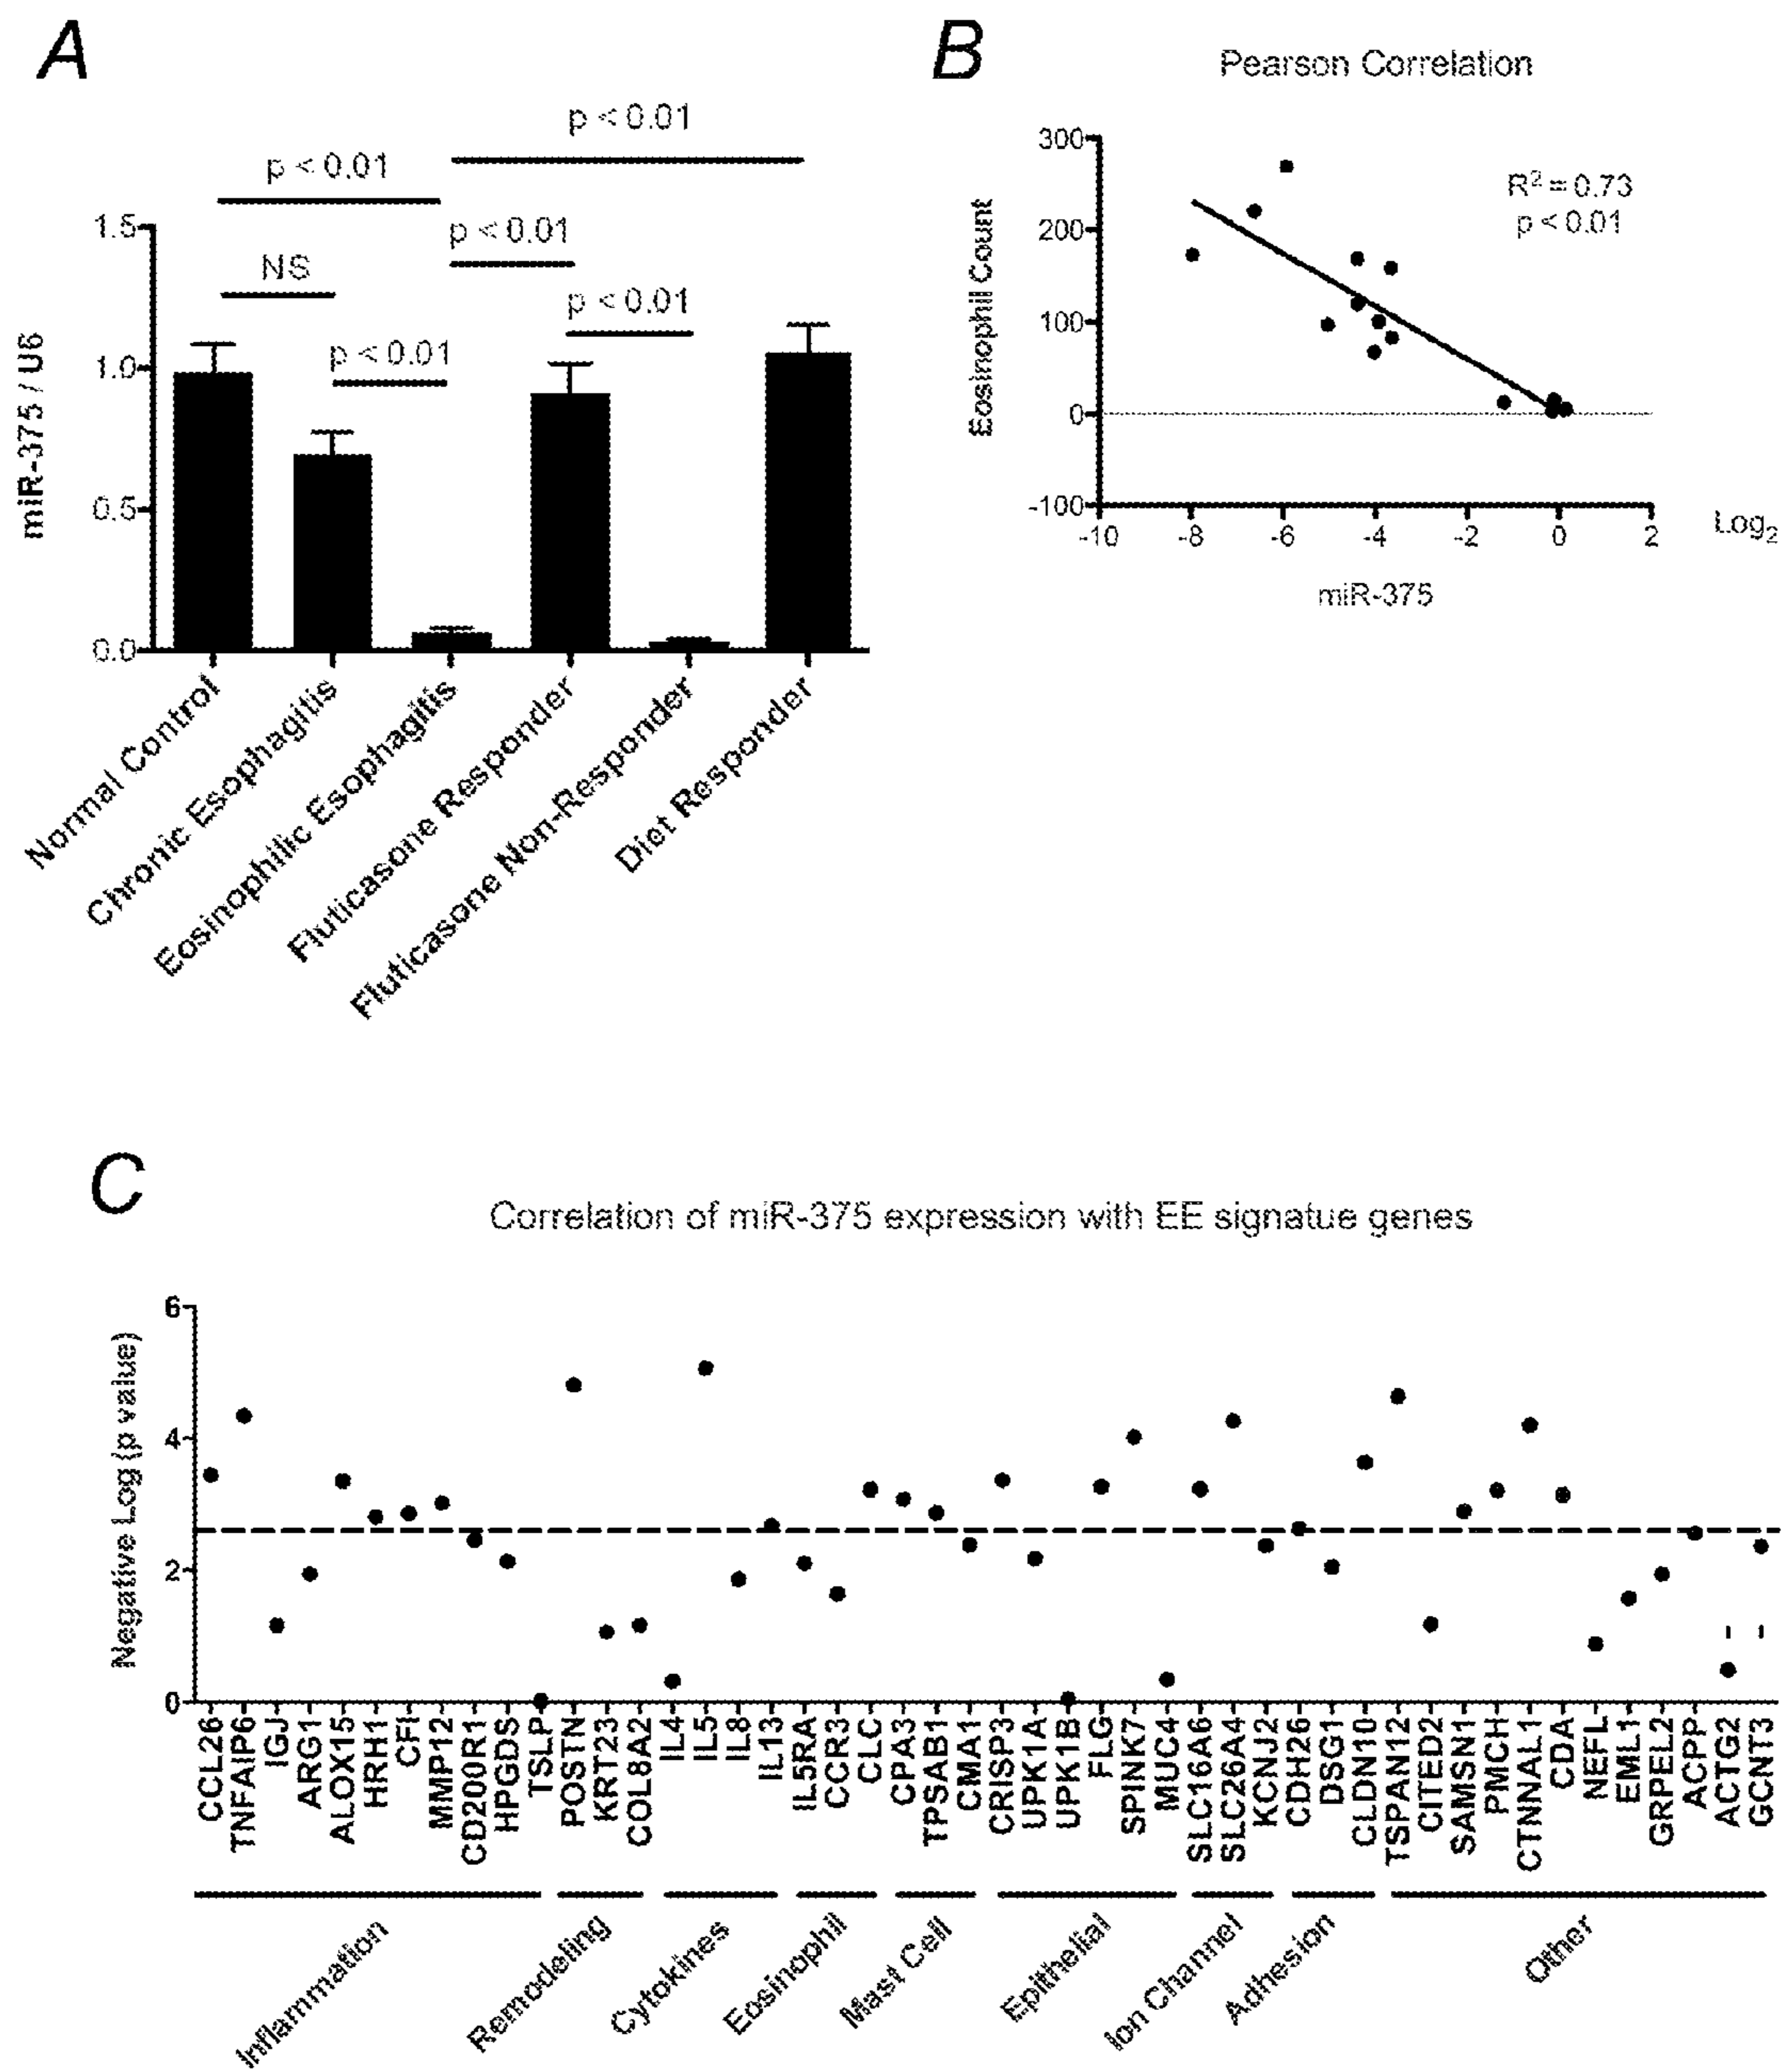 A
p < 0.01
p < 0.01
p < 0.01
NS
p < 0.01
p < 0.01
miR-375 / U6
1.5
1.0
0.5
0.0
Normal Control
Chronic Esophagitis
Eosinophilic Esophagitis
Fluticasone Responder
Fluticasone Non-Responder
Diet Responder
B
Pearson Correlation
R² = 0.73
p < 0.01
Eosinophil Count
300
200
100
0
-100
-10 -8 -6 -4 -2 0 2
Log₂
miR-375
C
Correlation of miR-375 expression with EE signatue genes
Negative Log (p value)
6
4
2
0
CCL26
TNFAIP6
IGJ
ARG1
ALOX15
HRH1
CFI
MMP12
CD200R1
HPGDS
TSLP
POSTN
KRT23
COL8A2
IL4
IL5
IL8
IL13
IL5RA
CCR3
CLC
CPA3
TPSAB1
CMA1
CRISP3
UPK1A
UPK1B
FLG
SPINK7
MUC4
SLC16A6
SLC26A4
KCNJ2
CDH26
DSG1
CLDN10
TSPAN12
CITED2
SAMSN1
PMCH
CTNNAL1
CDA
NEFL
EML1
GRPEL2
ACPP
ACTG2
GCNT3
Inflammation
Remodeling
Cytokines
Eosinophil
Mast Cell
Epithelial
Ion Channel
Adhesion
Other